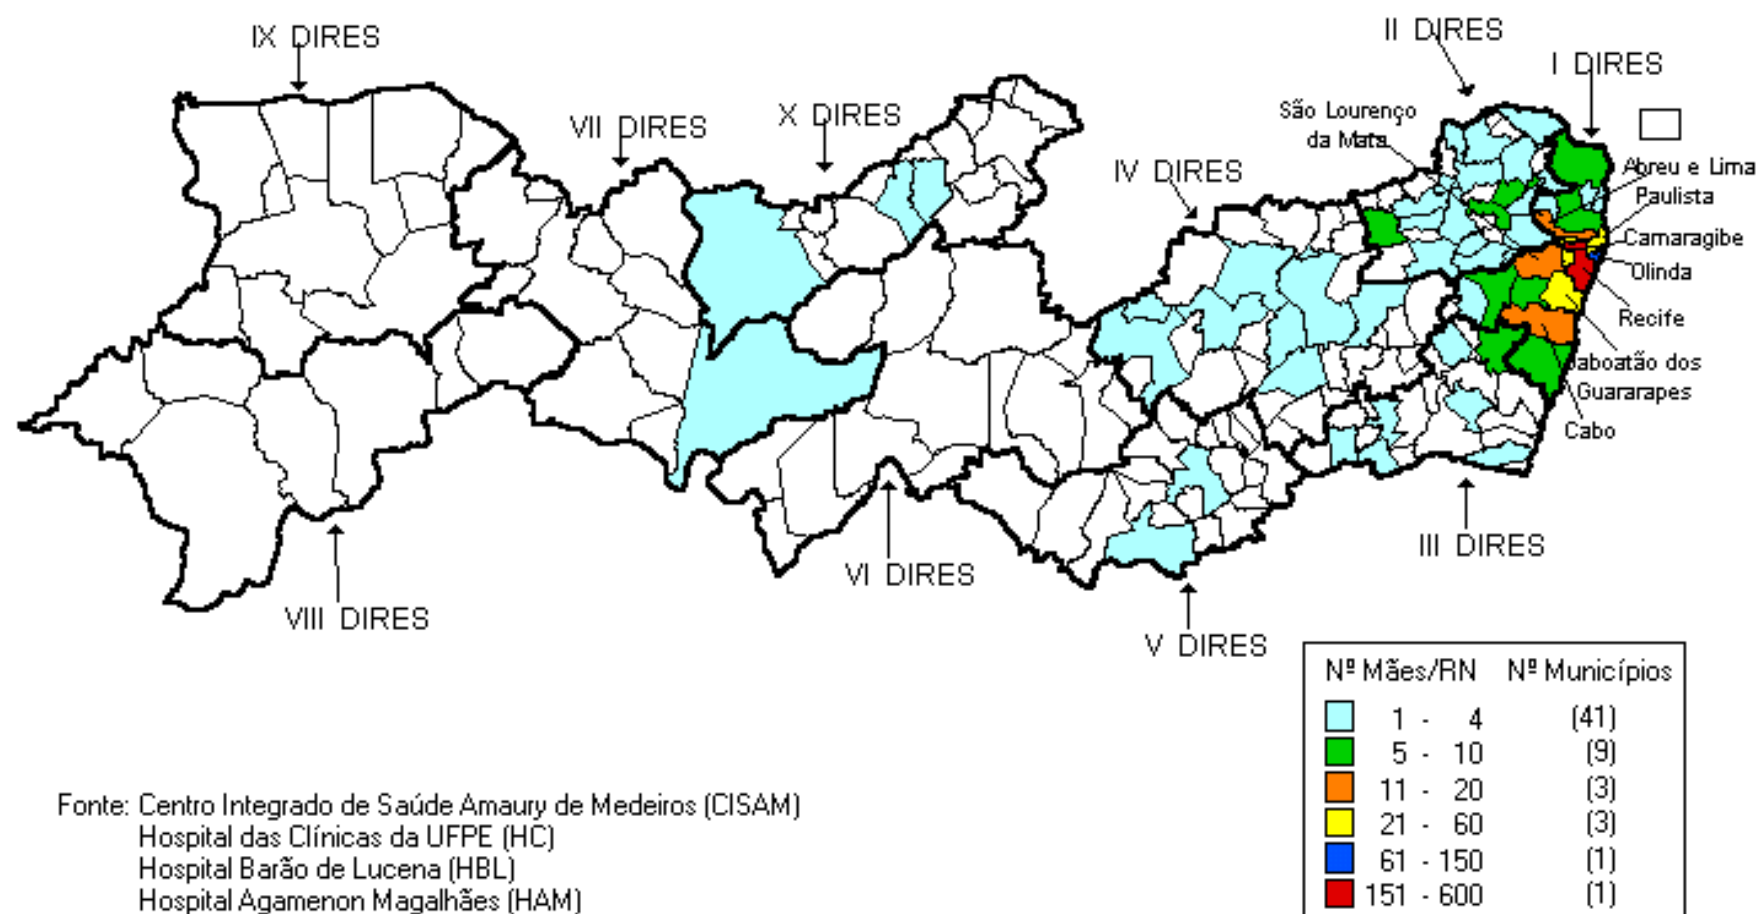 IX DIRES
II DIRES
I DIRES
São Lourenço
da Mata
VII DIRES
X DIRES
IV DIRES
Abreu e Lima
Paulista
Camaragibe
Olinda
Recife
Jaboatão dos
Guararapes
Cabo
III DIRES
VI DIRES
VIII DIRES
V DIRES
Nº Mães/RN Nº Municípios
1 - 4 (41)
5 - 10 (9)
11 - 20 (3)
21 - 60 (3)
61 - 150 (1)
151 - 600 (1)
Fonte: Centro Integrado de Saúde Amaury de Medeiros (CISAM)
Hospital das Clínicas da UFPE (HC)
Hospital Barão de Lucena (HBL)
Hospital Agamenon Magalhães (HAM)